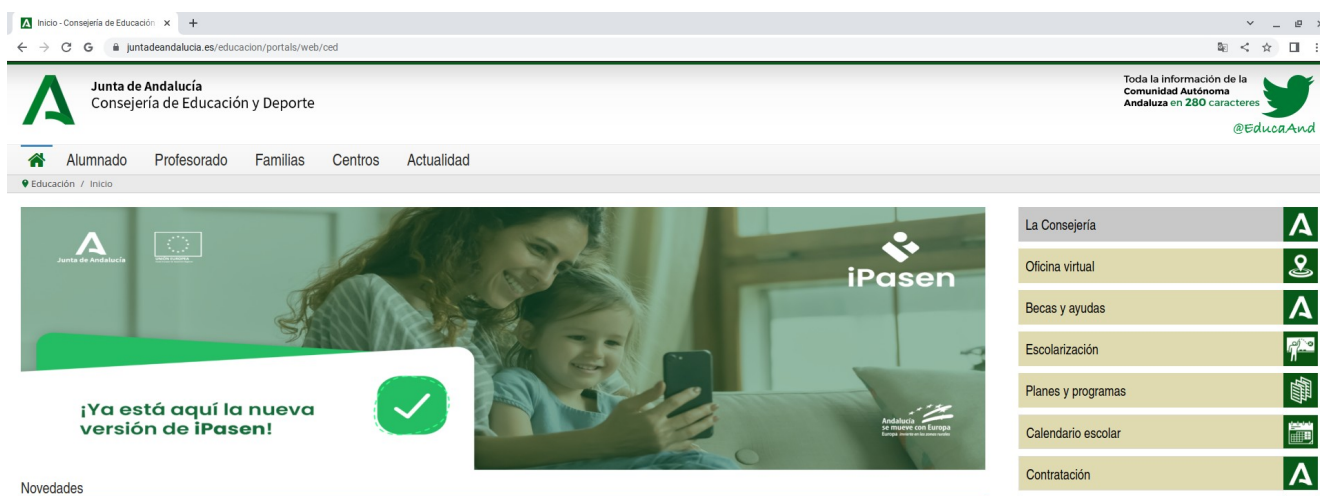 Inicio - Consejería de Educación
juntadeandalucia.es/educacion/portals/web/ced
Junta de Andalucía
Consejería de Educación y Deporte
Toda la información de la
Comunidad Autónoma
Andaluza en 280 caracteres
@EducaAnd
Alumnado Profesorado Familias Centros Actualidad
Educación / Inicio
Junta de Andalucía
iPasen
¡Ya está aquí la nueva
versión de iPasen!
Andalucía
se mueve con Europa
La Consejería
Oficina virtual
Becas y ayudas
Escolarización
Planes y programas
Calendario escolar
Contratación
Novedades